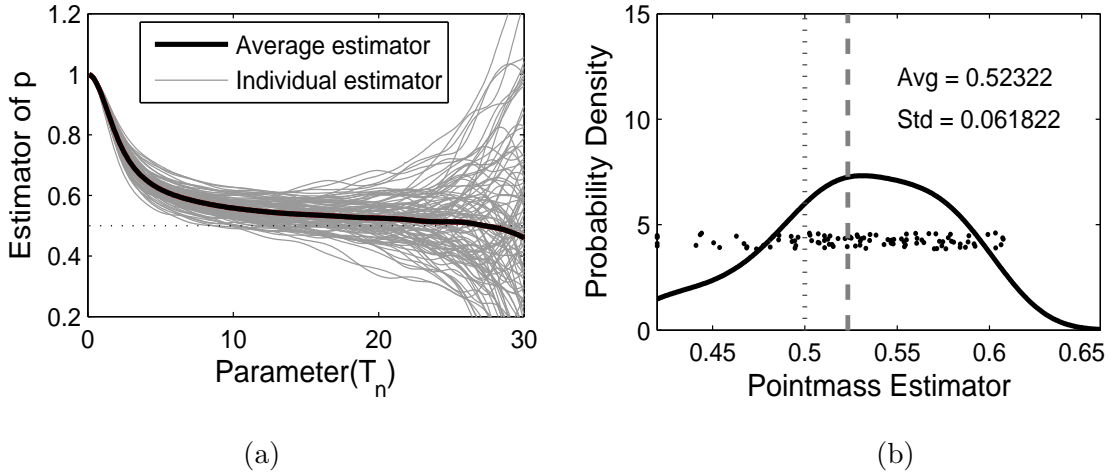 1.2
1
0.8
0.6
0.4
0.2
Estimator of p
Average estimator
Individual estimator
0
10
20
30
Parameter(T_n)
(a)
15
10
5
0
Probability Density
Avg = 0.52322
Std = 0.061822
0.45
0.5
0.55
0.6
0.65
Pointmass Estimator
(b)